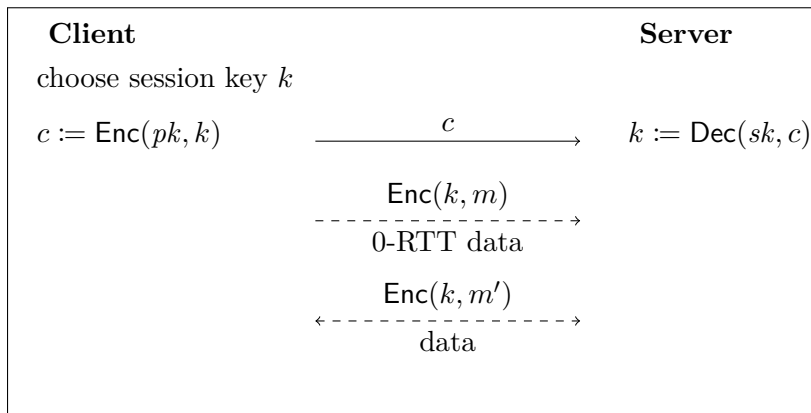 Client Server
choose session key k
c := Enc(pk, k) c k := Dec(sk, c)
Enc(k, m)
0-RTT data
Enc(k, m′)
data